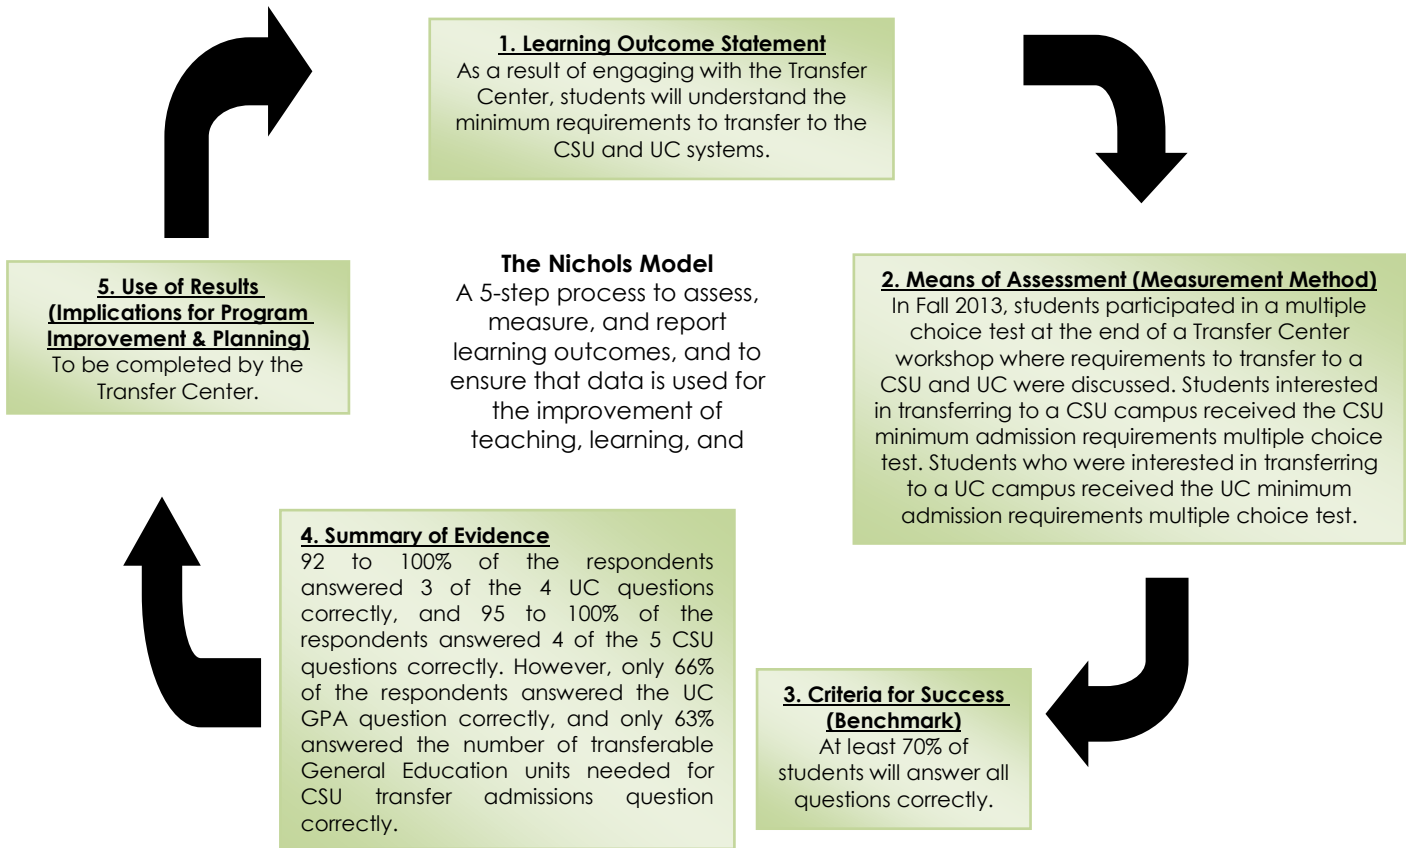 1. Learning Outcome Statement
As a result of engaging with the Transfer
Center, students will understand the
minimum requirements to transfer to the
CSU and UC systems.
2. Means of Assessment (Measurement Method)
In Fall 2013, students participated in a multiple
choice test at the end of a Transfer Center
workshop where requirements to transfer to a
CSU and UC were discussed. Students interested
in transferring to a CSU campus received the CSU
minimum admission requirements multiple choice
test. Students who were interested in transferring
to a UC campus received the UC minimum
admission requirements multiple choice test.
3. Criteria for Success
(Benchmark)
At least 70% of
students will answer all
questions correctly.
4. Summary of Evidence
92 to 100% of the respondents
answered 3 of the 4 UC questions
correctly, and 95 to 100% of the
respondents answered 4 of the 5 CSU
questions correctly. However, only 66%
of the respondents answered the UC
GPA question correctly, and only 63%
answered the number of transferable
General Education units needed for
CSU transfer admissions question
correctly.
5. Use of Results
(Implications for Program
Improvement & Planning)
To be completed by the
Transfer Center.
The Nichols Model
A 5-step process to assess,
measure, and report
learning outcomes, and to
ensure that data is used for
the improvement of
teaching, learning, and